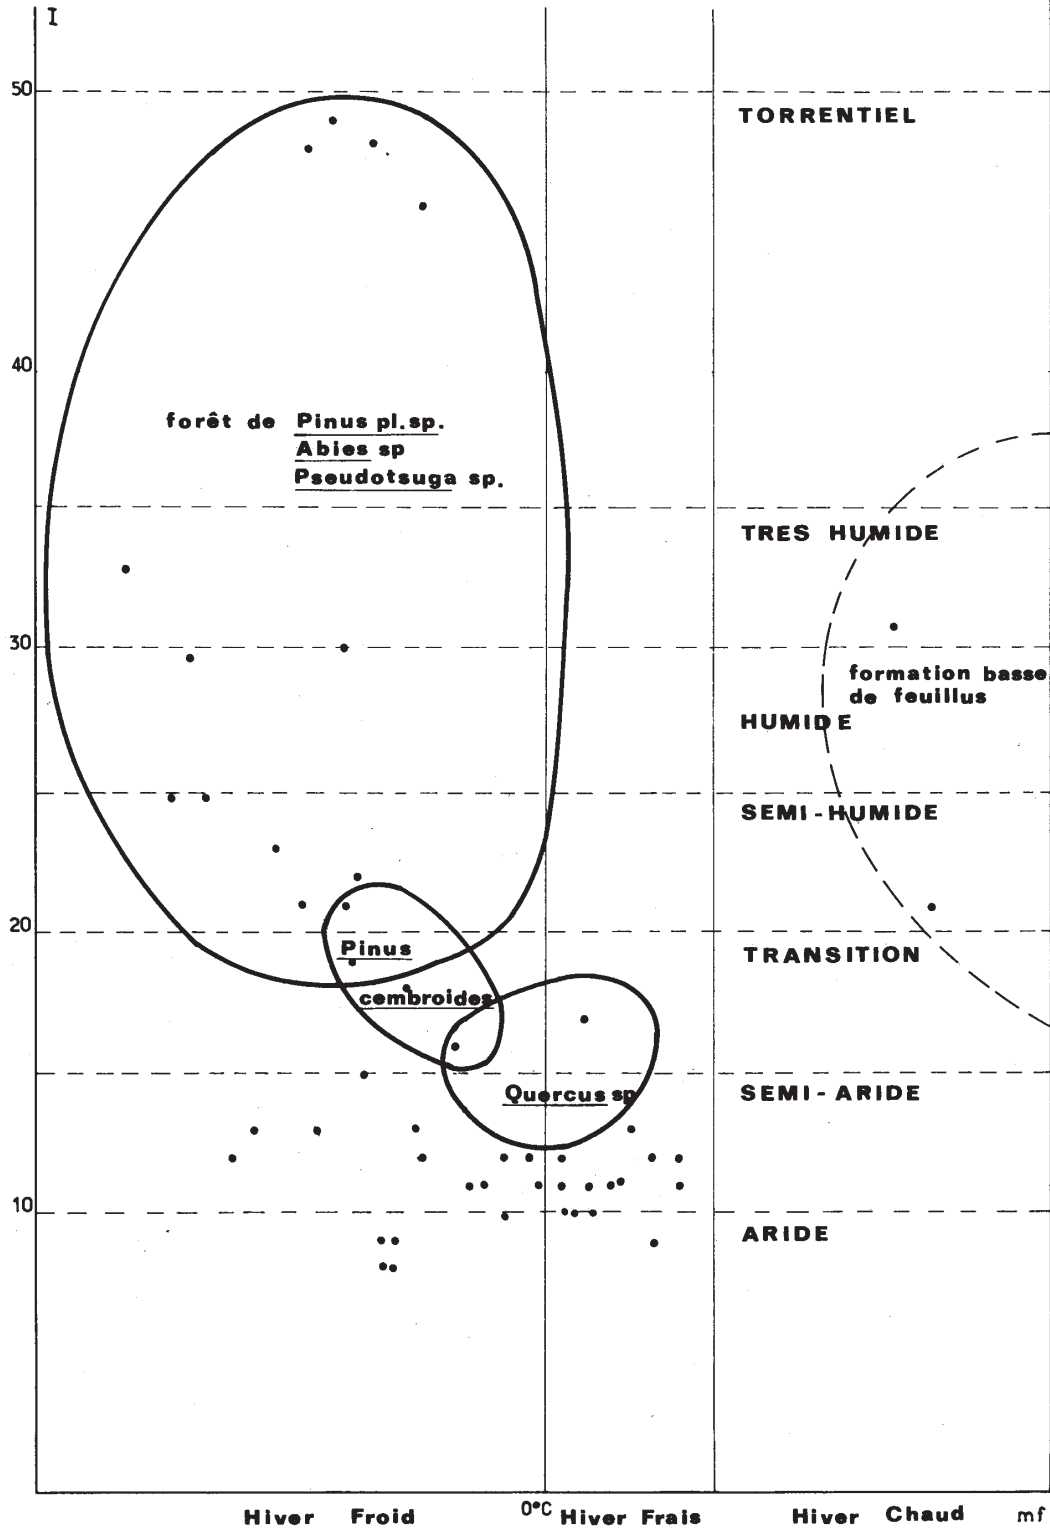 I
50
TORRENTIEL
40
forêt de Pinus pl.sp.
Abies sp
Pseudotsuga sp.
TRES HUMIDE
30
formation basse
de feuillus
HUMIDE
SEMI-HUMIDE
20
Pinus
TRANSITION
cembroides
Quercus sp
SEMI-ARIDE
10
ARIDE
Hiver Froid
0°C
Hiver Frais
Hiver Chaud
mf